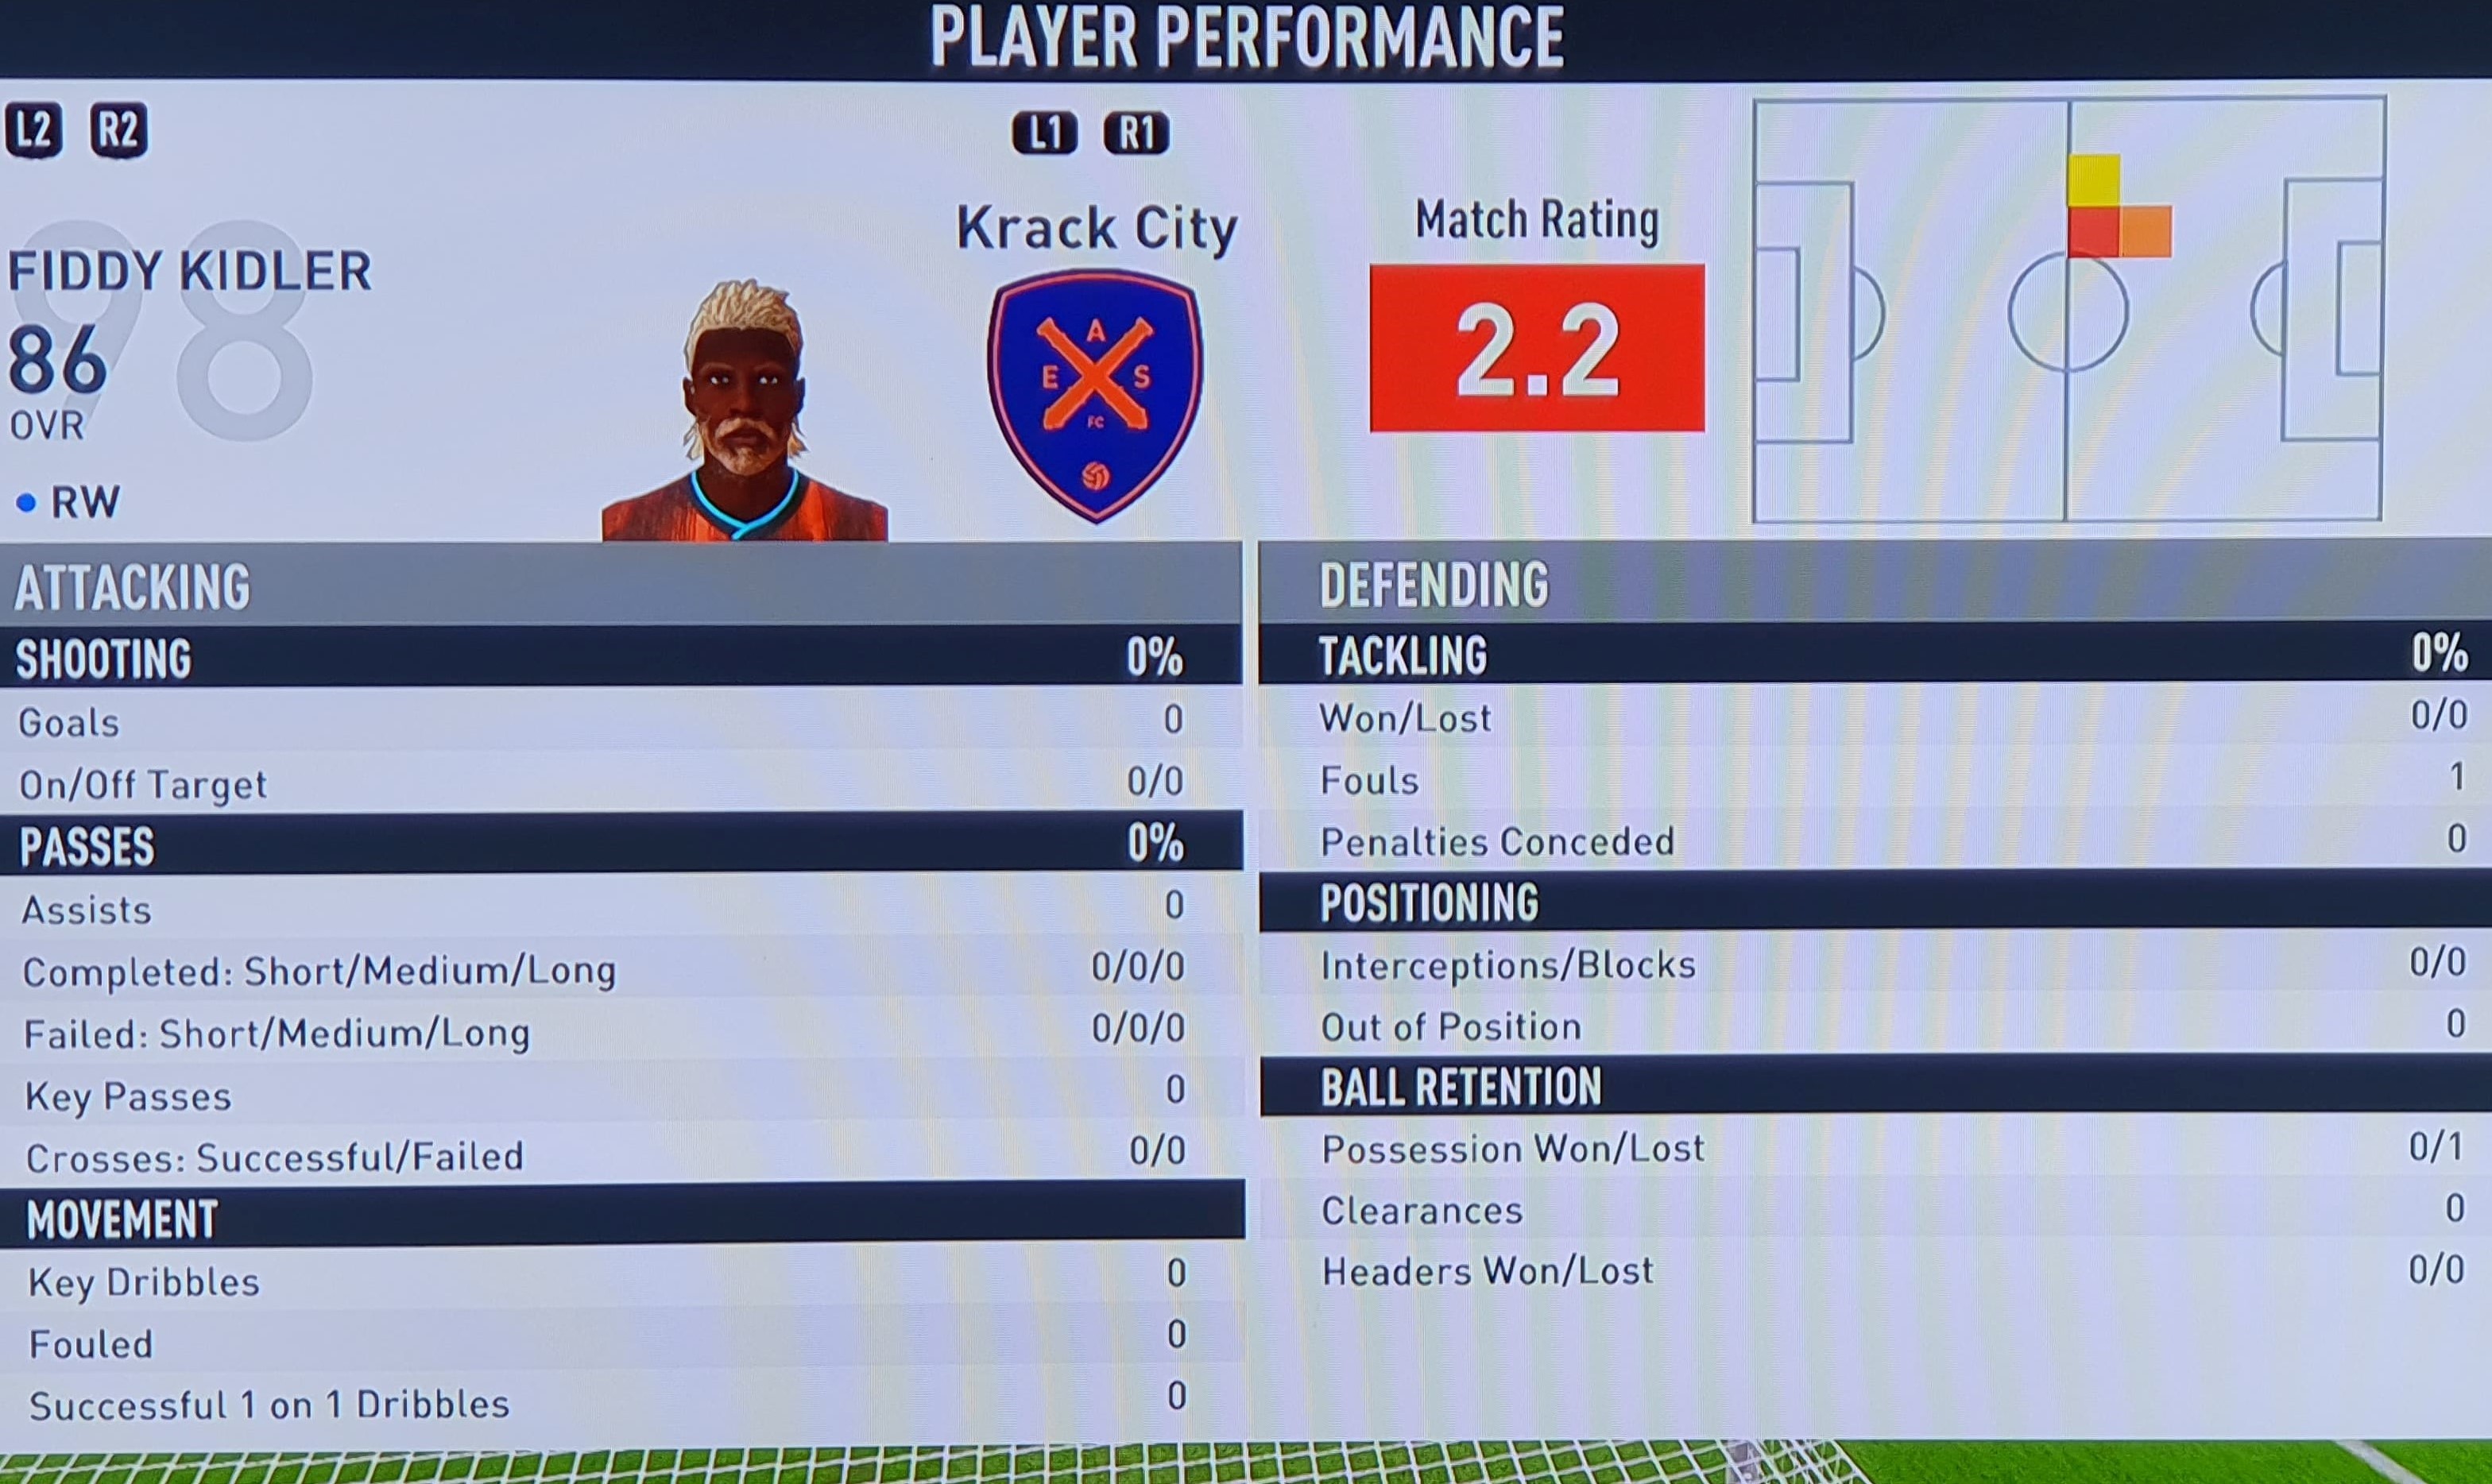 PLAYER PERFORMANCE
L2 R2
L1 R1
98
FIDDY KIDLER
86
OVR
RW
Krack City
A
E S
FC
Match Rating
2.2
ATTACKING
SHOOTING 0%
Goals 0
On/Off Target 0/0
PASSES 0%
Assists 0
Completed: Short/Medium/Long 0/0/0
Failed: Short/Medium/Long 0/0/0
Key Passes 0
Crosses: Successful/Failed 0/0
MOVEMENT
Key Dribbles 0
Fouled 0
Successful 1 on 1 Dribbles 0
DEFENDING
TACKLING 0%
Won/Lost 0/0
Fouls 1
Penalties Conceded 0
POSITIONING
Interceptions/Blocks 0/0
Out of Position 0
BALL RETENTION
Possession Won/Lost 0/1
Clearances 0
Headers Won/Lost 0/0